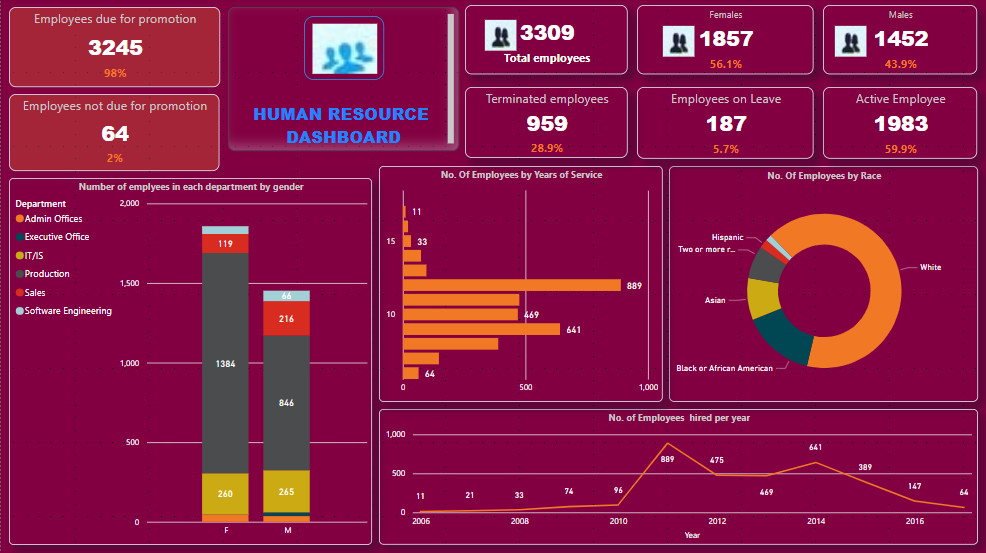 Employees due for promotion
3245
98%
Employees not due for promotion
64
2%
HUMAN RESOURCE
DASHBOARD
3309
Total employees
Females
1857
56.1%
Males
1452
43.9%
Terminated employees
959
28.9%
Employees on Leave
187
5.7%
Active Employee
1983
59.9%
Number of emplyees in each department by gender
Department
Admin Offices
Executive Office
IT/IS
Production
Sales
Software Engineering
2,000
1,500
1,000
500
0
119
1384
260
66
216
846
265
F
M
No. Of Employees by Years of Service
15
10
11
33
889
469
641
64
0
500
1,000
No. Of Employees by Race
Hispanic
Two or more r...
Asian
Black or African American
White
No. of Employees hired per year
1,000
500
0
11
21
33
74
96
889
475
469
641
389
147
64
2006
2008
2010
2012
2014
2016
Year